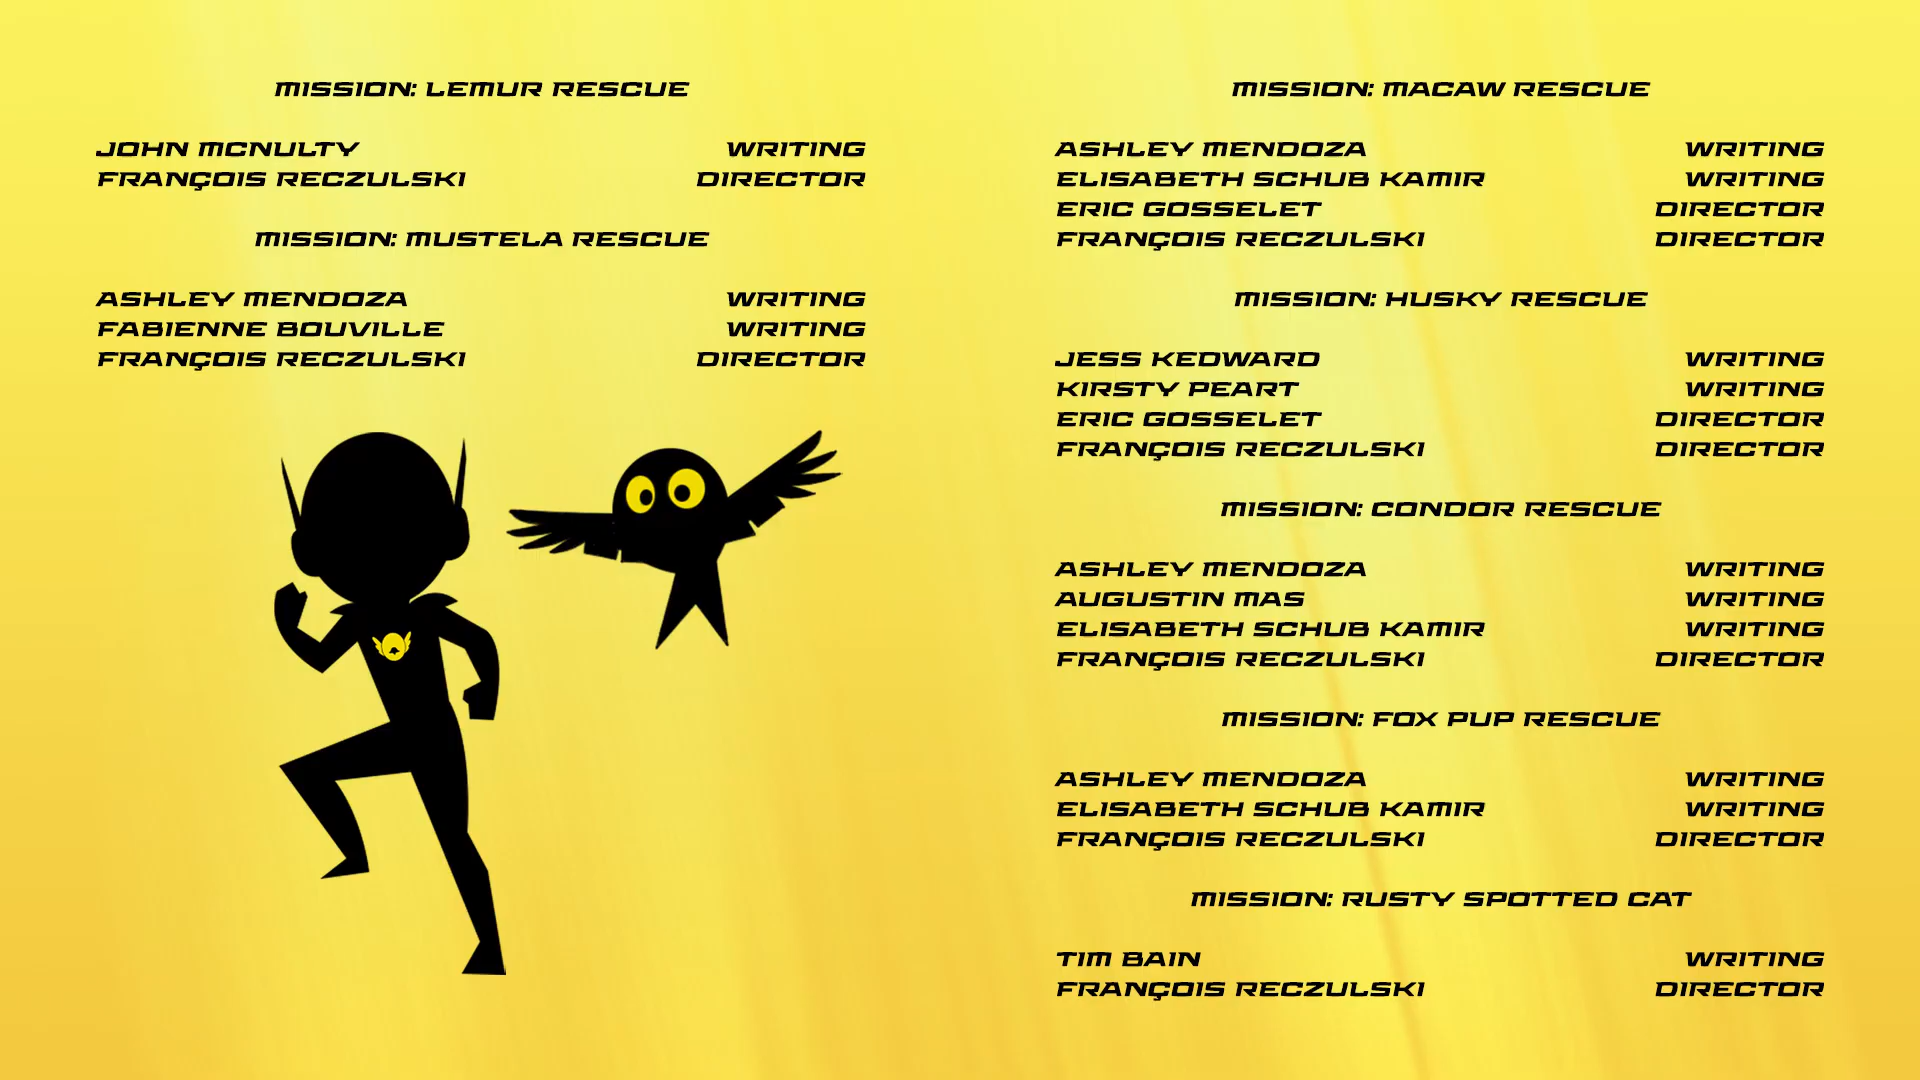 MISSION: LEMUR RESCUE
JOHN MCNULTY WRITING
FRANÇOIS RECZULSKI DIRECTOR
MISSION: MUSTELA RESCUE
ASHLEY MENDOZA WRITING
FABIENNE BOUVILLE WRITING
FRANÇOIS RECZULSKI DIRECTOR
MISSION: MACAW RESCUE
ASHLEY MENDOZA WRITING
ELISABETH SCHUB KAMIR WRITING
ERIC GOSSELET DIRECTOR
FRANÇOIS RECZULSKI DIRECTOR
MISSION: HUSKY RESCUE
JESS KEDWARD WRITING
KIRSTY PEART WRITING
ERIC GOSSELET DIRECTOR
FRANÇOIS RECZULSKI DIRECTOR
MISSION: CONDOR RESCUE
ASHLEY MENDOZA WRITING
AUGUSTIN MAS WRITING
ELISABETH SCHUB KAMIR WRITING
FRANÇOIS RECZULSKI DIRECTOR
MISSION: FOX PUP RESCUE
ASHLEY MENDOZA WRITING
ELISABETH SCHUB KAMIR WRITING
FRANÇOIS RECZULSKI DIRECTOR
MISSION: RUSTY SPOTTED CAT
TIM BAIN WRITING
FRANÇOIS RECZULSKI DIRECTOR